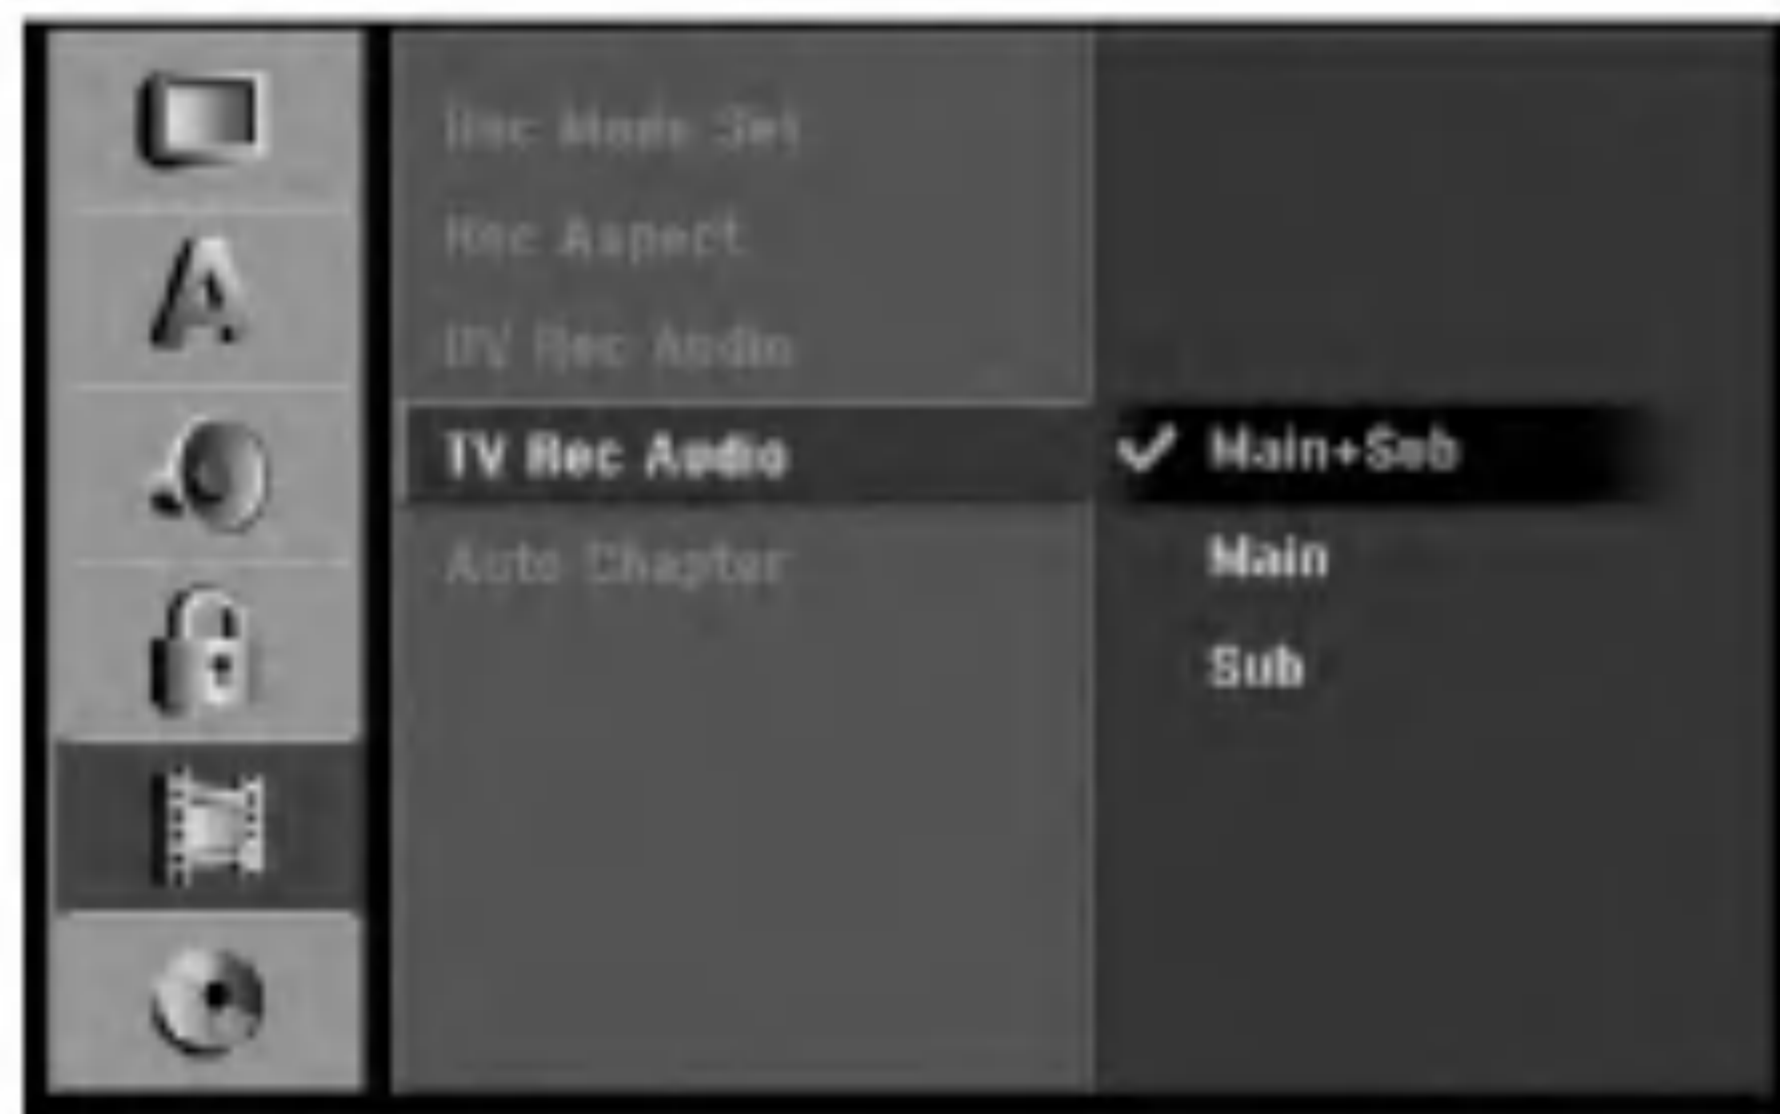 Rec Mode Set
Rec Aspect
DV Rec Audio
TV Rec Audio
Auto Chapter
Main+Sub
Main
Sub